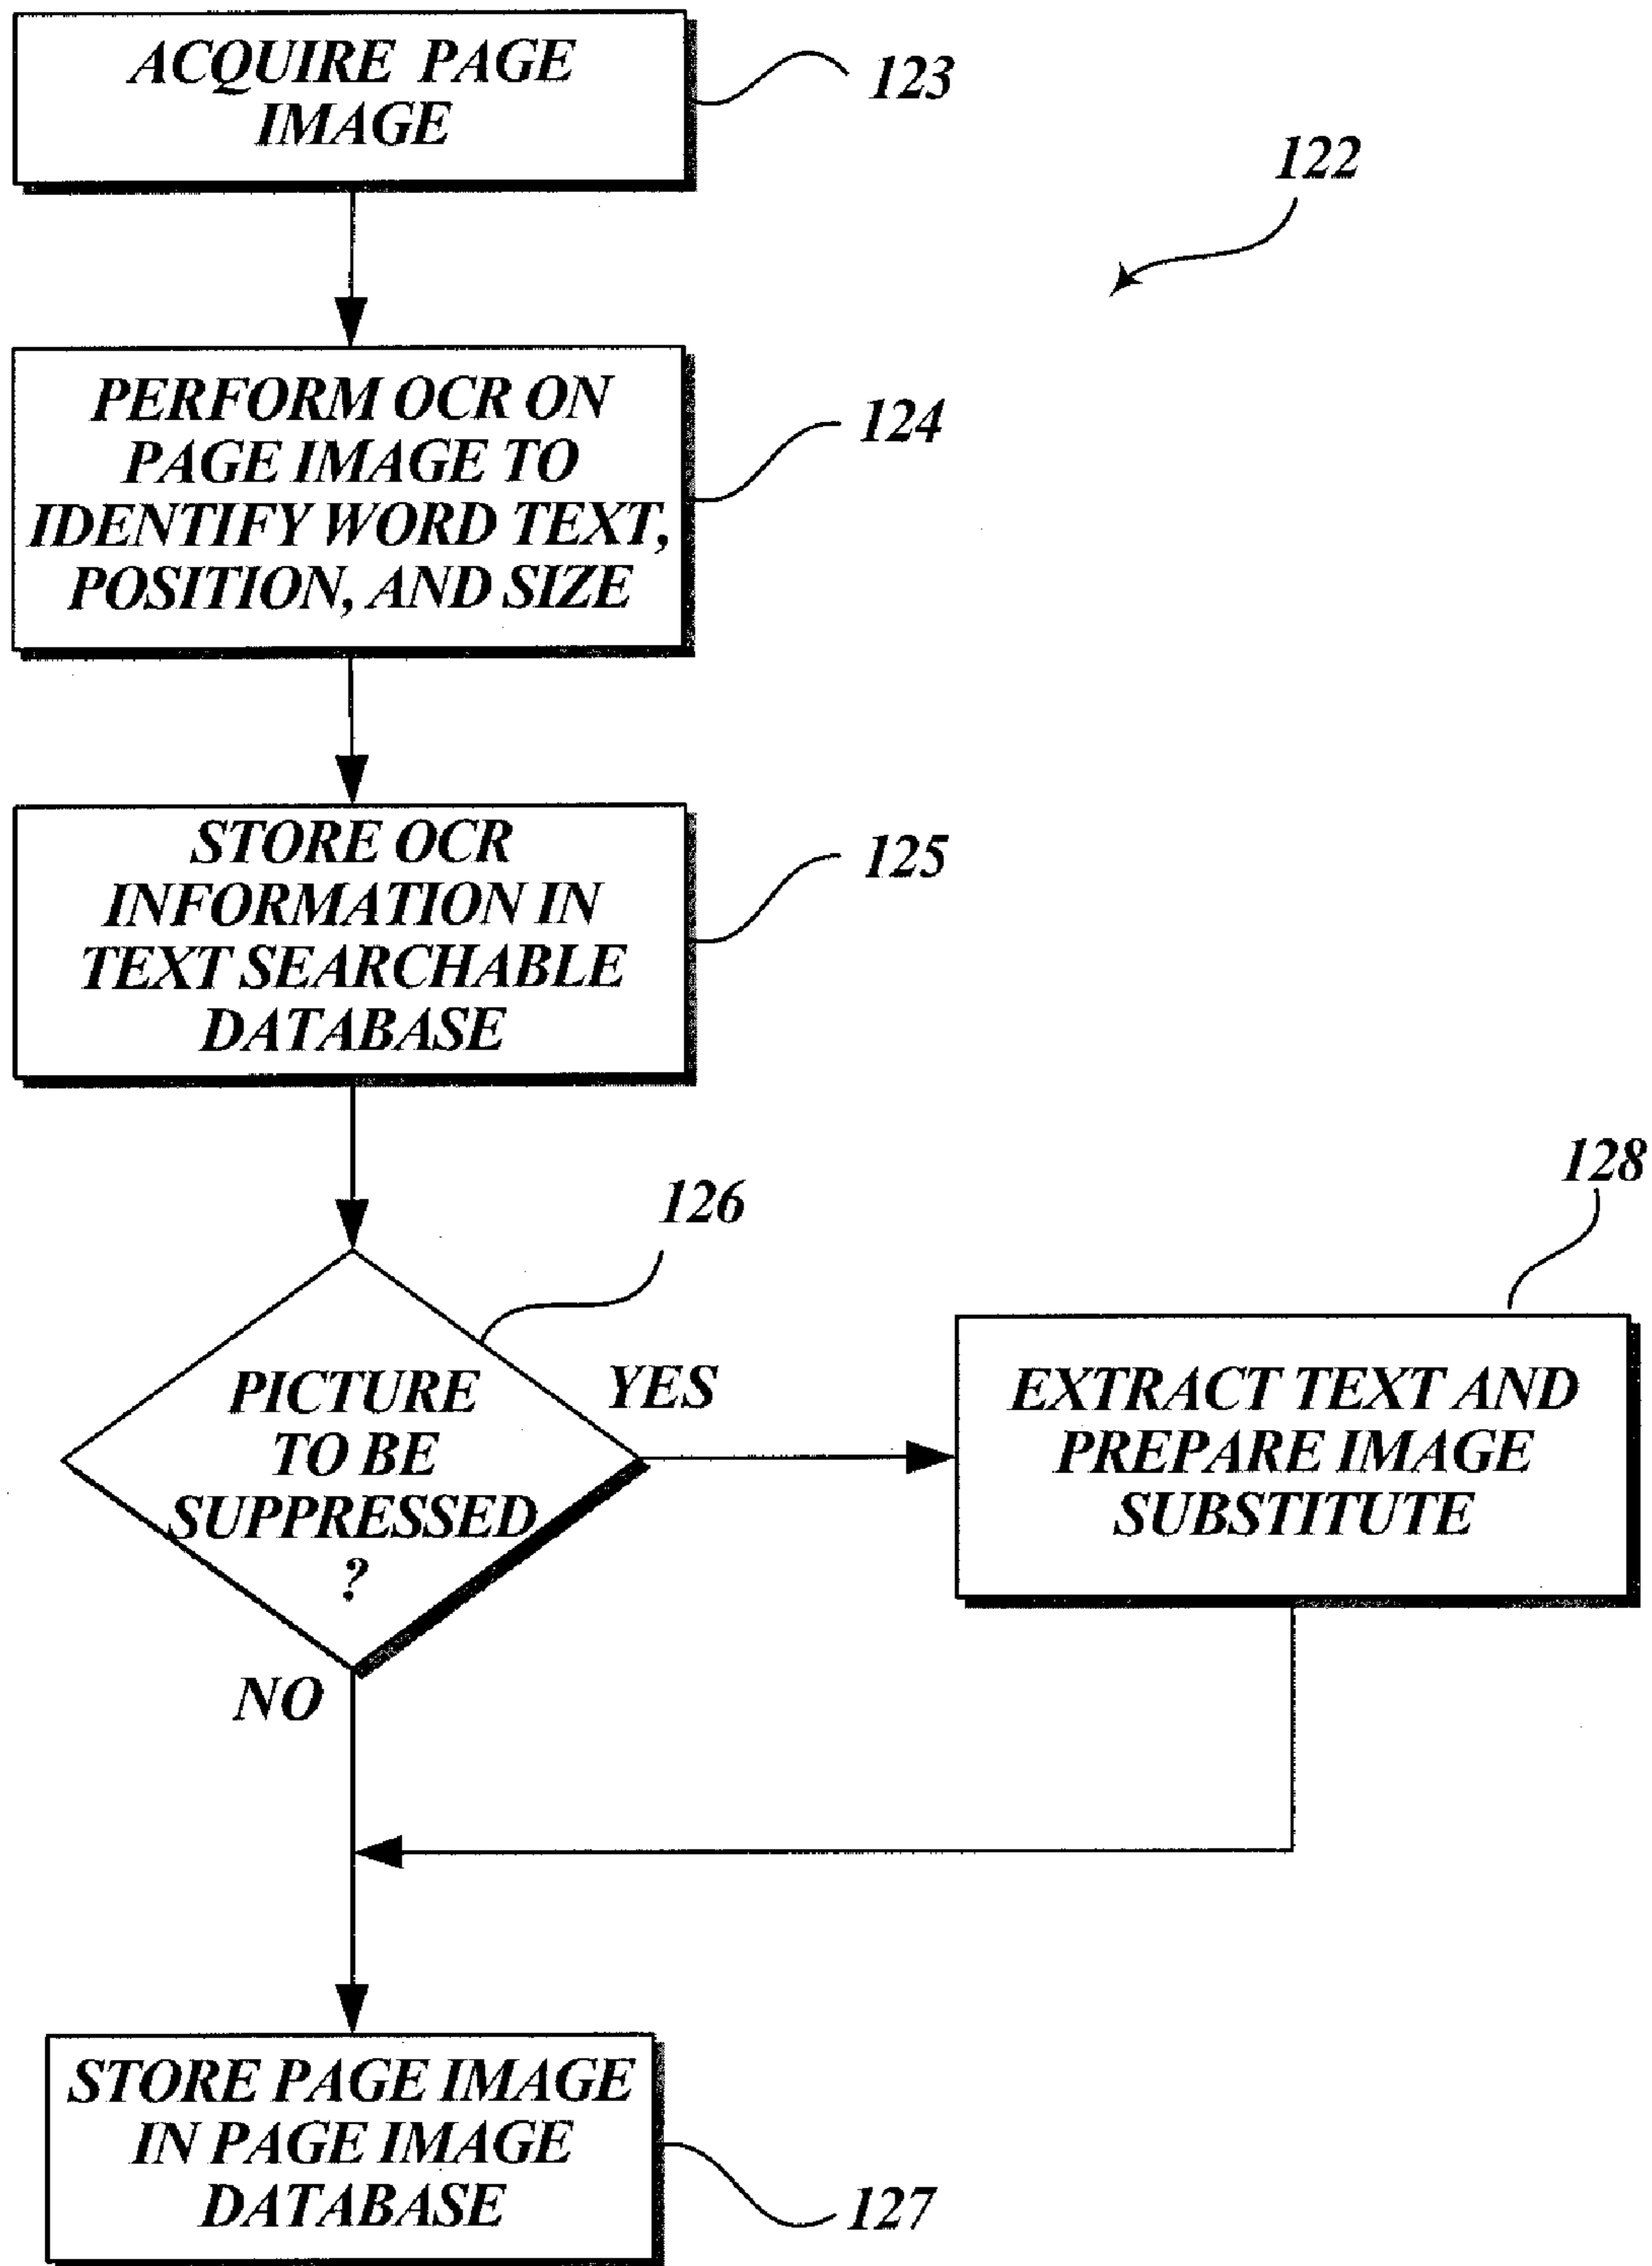 ACQUIRE PAGE
IMAGE
123
122
PERFORM OCR ON
PAGE IMAGE TO
IDENTIFY WORD TEXT,
POSITION, AND SIZE
124
STORE OCR
INFORMATION IN
TEXT SEARCHABLE
DATABASE
125
126
128
PICTURE
TO BE
SUPPRESSED
?
YES
NO
EXTRACT TEXT AND
PREPARE IMAGE
SUBSTITUTE
STORE PAGE IMAGE
IN PAGE IMAGE
DATABASE
127